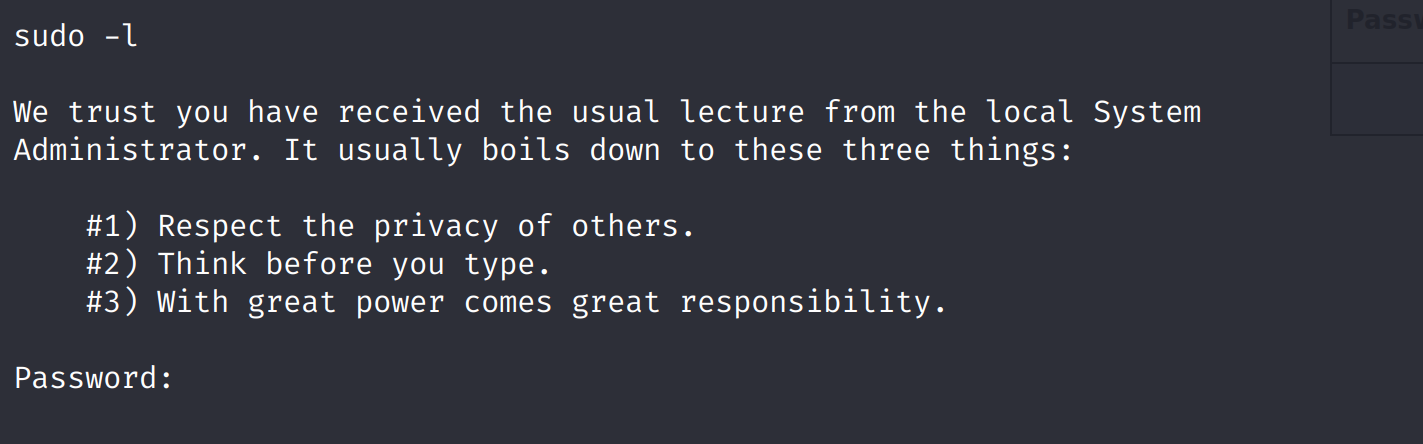 sudo -l
We trust you have received the usual lecture from the local System
Administrator. It usually boils down to these three things:
#1) Respect the privacy of others.
#2) Think before you type.
#3) With great power comes great responsibility.
Password: